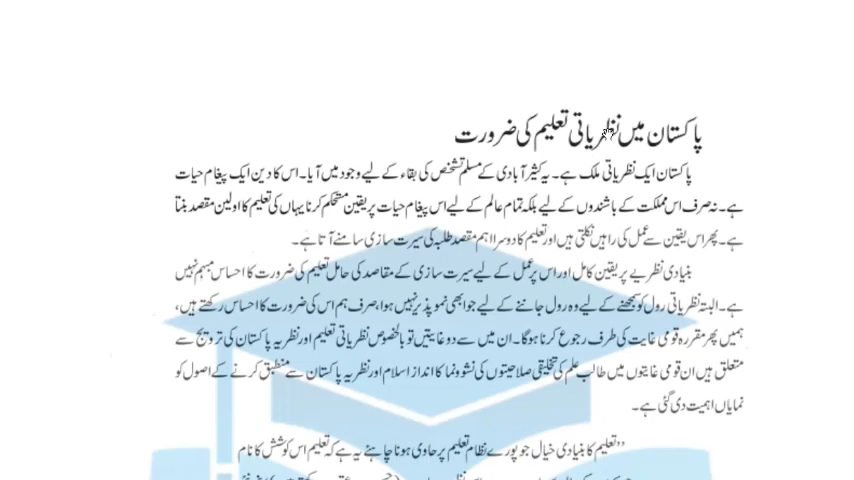 پاکستان میں نظریاتی تعلیم کی ضرورت
پاکستان ایک نظریاتی ملک ہے۔ یہ کثیر آبادی کے مسلم تشخص کی بقاء کے لیے وجود میں آیا۔ اس کا دین ایک پیغام حیات
ہے۔ نہ صرف اس مملکت کے باشندوں کے لیے بلکہ تمام عالم کے لیے اس پیغام حیات پر یقین مستحکم کرنا یہاں کی تعلیم کا اولین مقصد بنتا
ہے۔ پھر اس یقین سے عمل کی راہیں نکلتی ہیں اور تعلیم کا دوسرا اہم مقصد طلبہ کی سیرت سازی سامنے آتا ہے۔
بنیادی نظریے پر یقین کامل اور اس پر عمل کے لیے سیرت سازی کے مقاصد کی حامل تعلیم کی ضرورت کا احساس مبہم نہیں
ہے۔ البتہ نظریاتی رول کو سمجھنے کے لیے وہ رول جاننے کے لیے جو ابھی نمو پذیر نہیں ہوا، صرف ہم اس کی ضرورت کا احساس رکھتے ہیں،
ہمیں پھر مقررہ قومی غایت کی طرف رجوع کرنا ہوگا۔ ان میں سے دو غایتیں تو بالخصوص نظریاتی تعلیم اور نظریہ پاکستان کی ترویج سے
متعلق ہیں ان قومی غایتوں میں طالب علم کی تخلیقی صلاحیتوں کی نشوونما کا انداز اسلام اور نظریہ پاکستان سے منطبق کرنے کے اصول کو
نمایاں اہمیت دی گئی ہے۔
”تعلیم کا بنیادی خیال جو پورے نظام تعلیم پر حاوی ہونا چاہئے یہ ہے کہ تعلیم اس کوشش کا نام